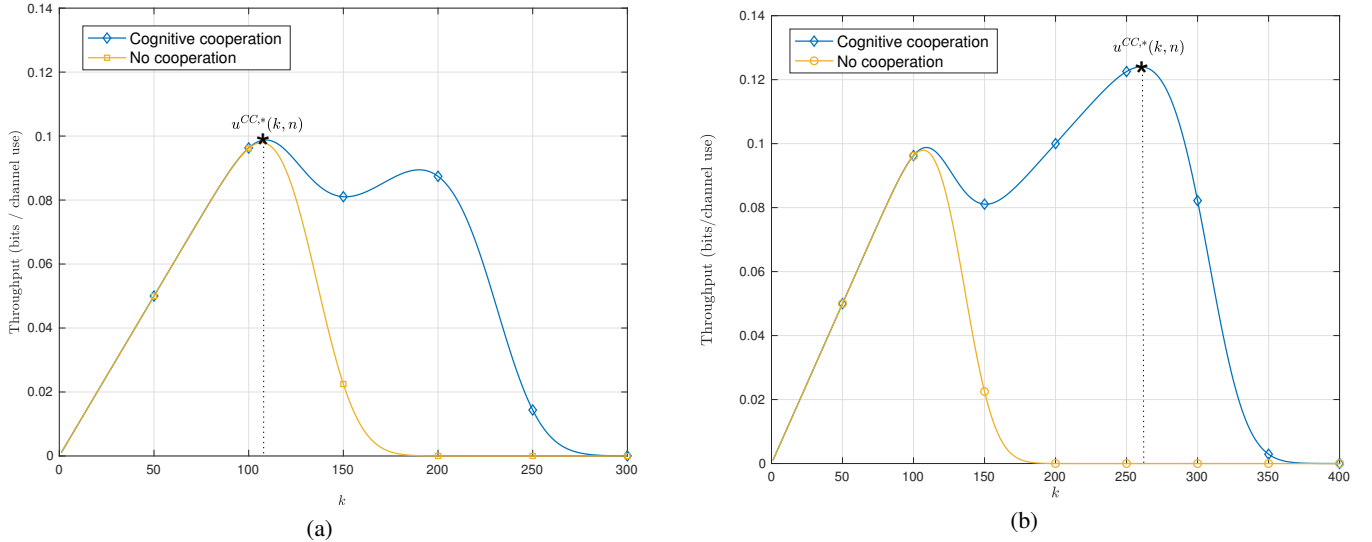 0.14
0.12
0.1
0.08
0.06
0.04
0.02
0
Throughput (bits / channel use)
Cognitive cooperation
No cooperation
u^{CC,*}(k, n)
0 50 100 150 200 250 300
k
(a)
0.14
0.12
0.1
0.08
0.06
0.04
0.02
0
Throughput (bits/channel use)
Cognitive cooperation
No cooperation
u^{CC,*}(k, n)
0 50 100 150 200 250 300 350 400
k
(b)